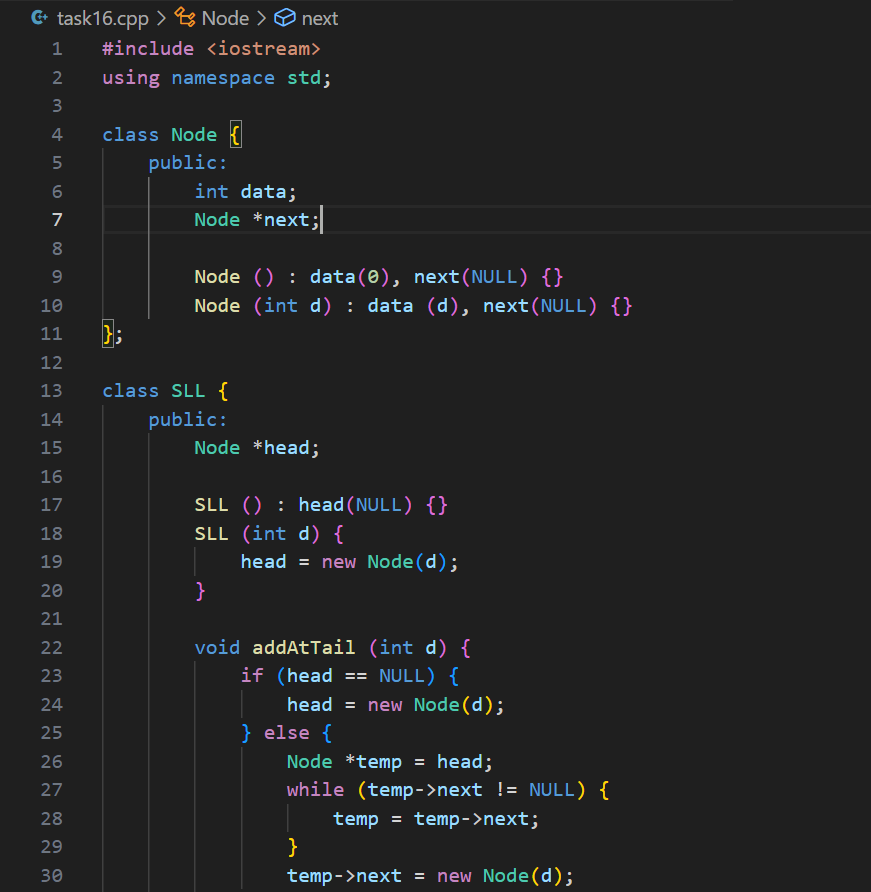 task16.cpp > Node > next
1 #include <iostream>
2 using namespace std;
3
4 class Node {
5     public:
6         int data;
7         Node *next;
8
9         Node () : data(0), next(NULL) {}
10         Node (int d) : data (d), next(NULL) {}
11 };
12
13 class SLL {
14     public:
15         Node *head;
16
17         SLL () : head(NULL) {}
18         SLL (int d) {
19             head = new Node(d);
20         }
21
22         void addAtTail (int d) {
23             if (head == NULL) {
24                 head = new Node(d);
25             } else {
26                 Node *temp = head;
27                 while (temp->next != NULL) {
28                     temp = temp->next;
29                 }
30                 temp->next = new Node(d);